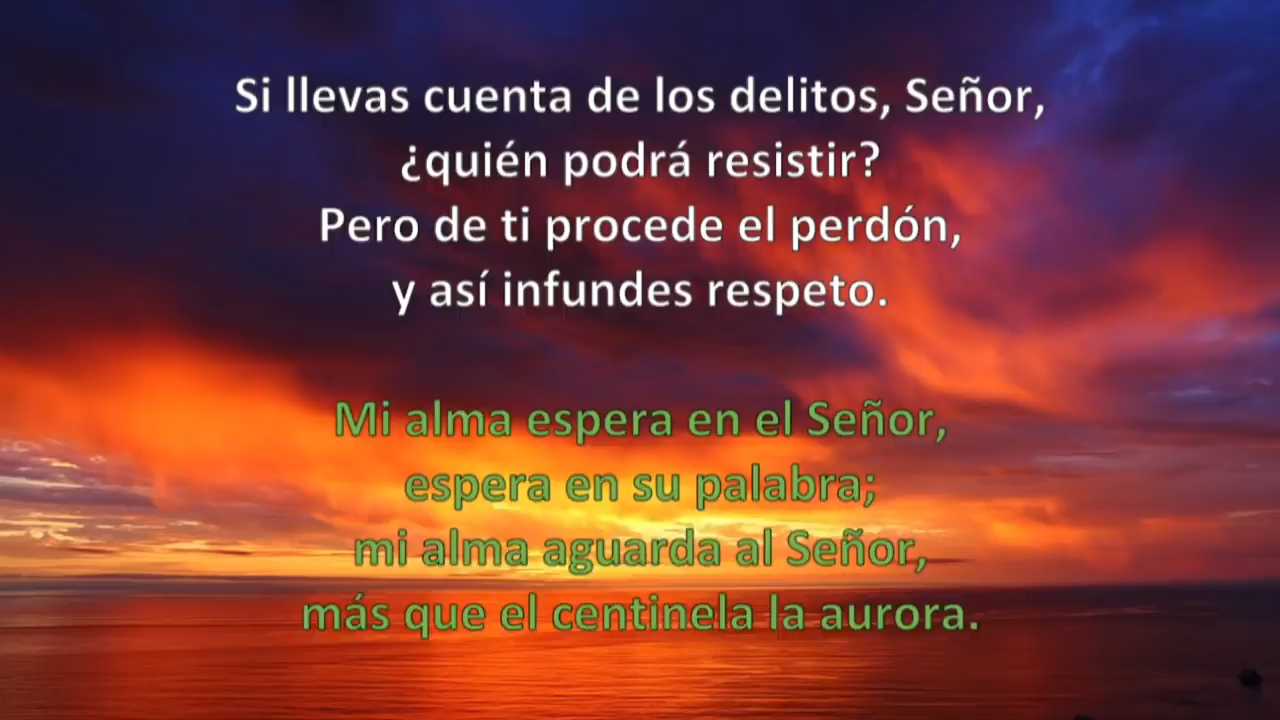 Si llevas cuenta de los delitos, Señor,
¿quién podrá resistir?
Pero de ti procede el perdón,
y así infundes respeto.
Mi alma espera en el Señor,
espera en su palabra;
mi alma aguarda al Señor,
más que el centinela la aurora.